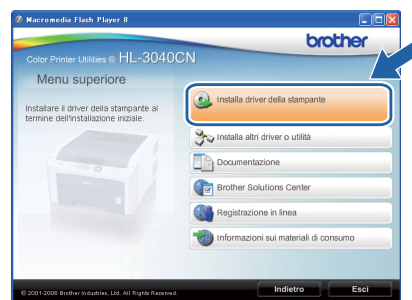 Macromedia Flash Player 8
brother
Color Printer Utilities © HL-3040CN
Menu superiore
Installare il driver della stampante al
termine dell'installazione iniziale.
Installa driver della stampante
Installa altri driver o utilità
Documentazione
Brother Solutions Center
Registrazione in linea
Informazioni sui materiali di consumo
© 2001-2008 Brother Industries, Ltd. All Rights Reserved.
Indietro
Esci